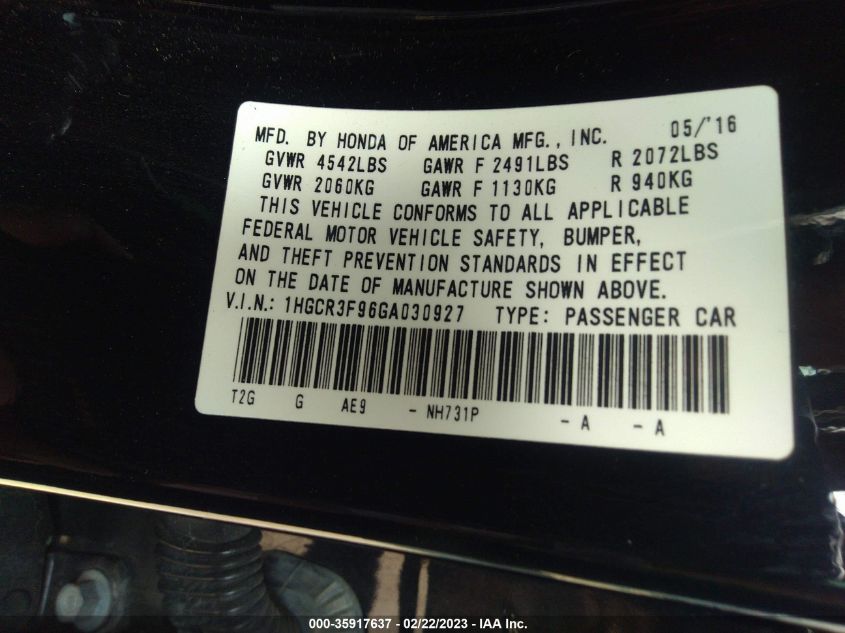 MFD. BY HONDA OF AMERICA MFG., INC. 05/'16
GVWR 4542LBS GAWR F 2491LBS R 2072LBS
GVWR 2060KG GAWR F 1130KG R 940KG
THIS VEHICLE CONFORMS TO ALL APPLICABLE
FEDERAL MOTOR VEHICLE SAFETY, BUMPER,
AND THEFT PREVENTION STANDARDS IN EFFECT
ON THE DATE OF MANUFACTURE SHOWN ABOVE.
V.I.N.: 1HGCR3F96GA030927 TYPE: PASSENGER CAR
T2G G AE9 - NH731P - A - A
000-35917637 - 02/22/2023 - IAA Inc.